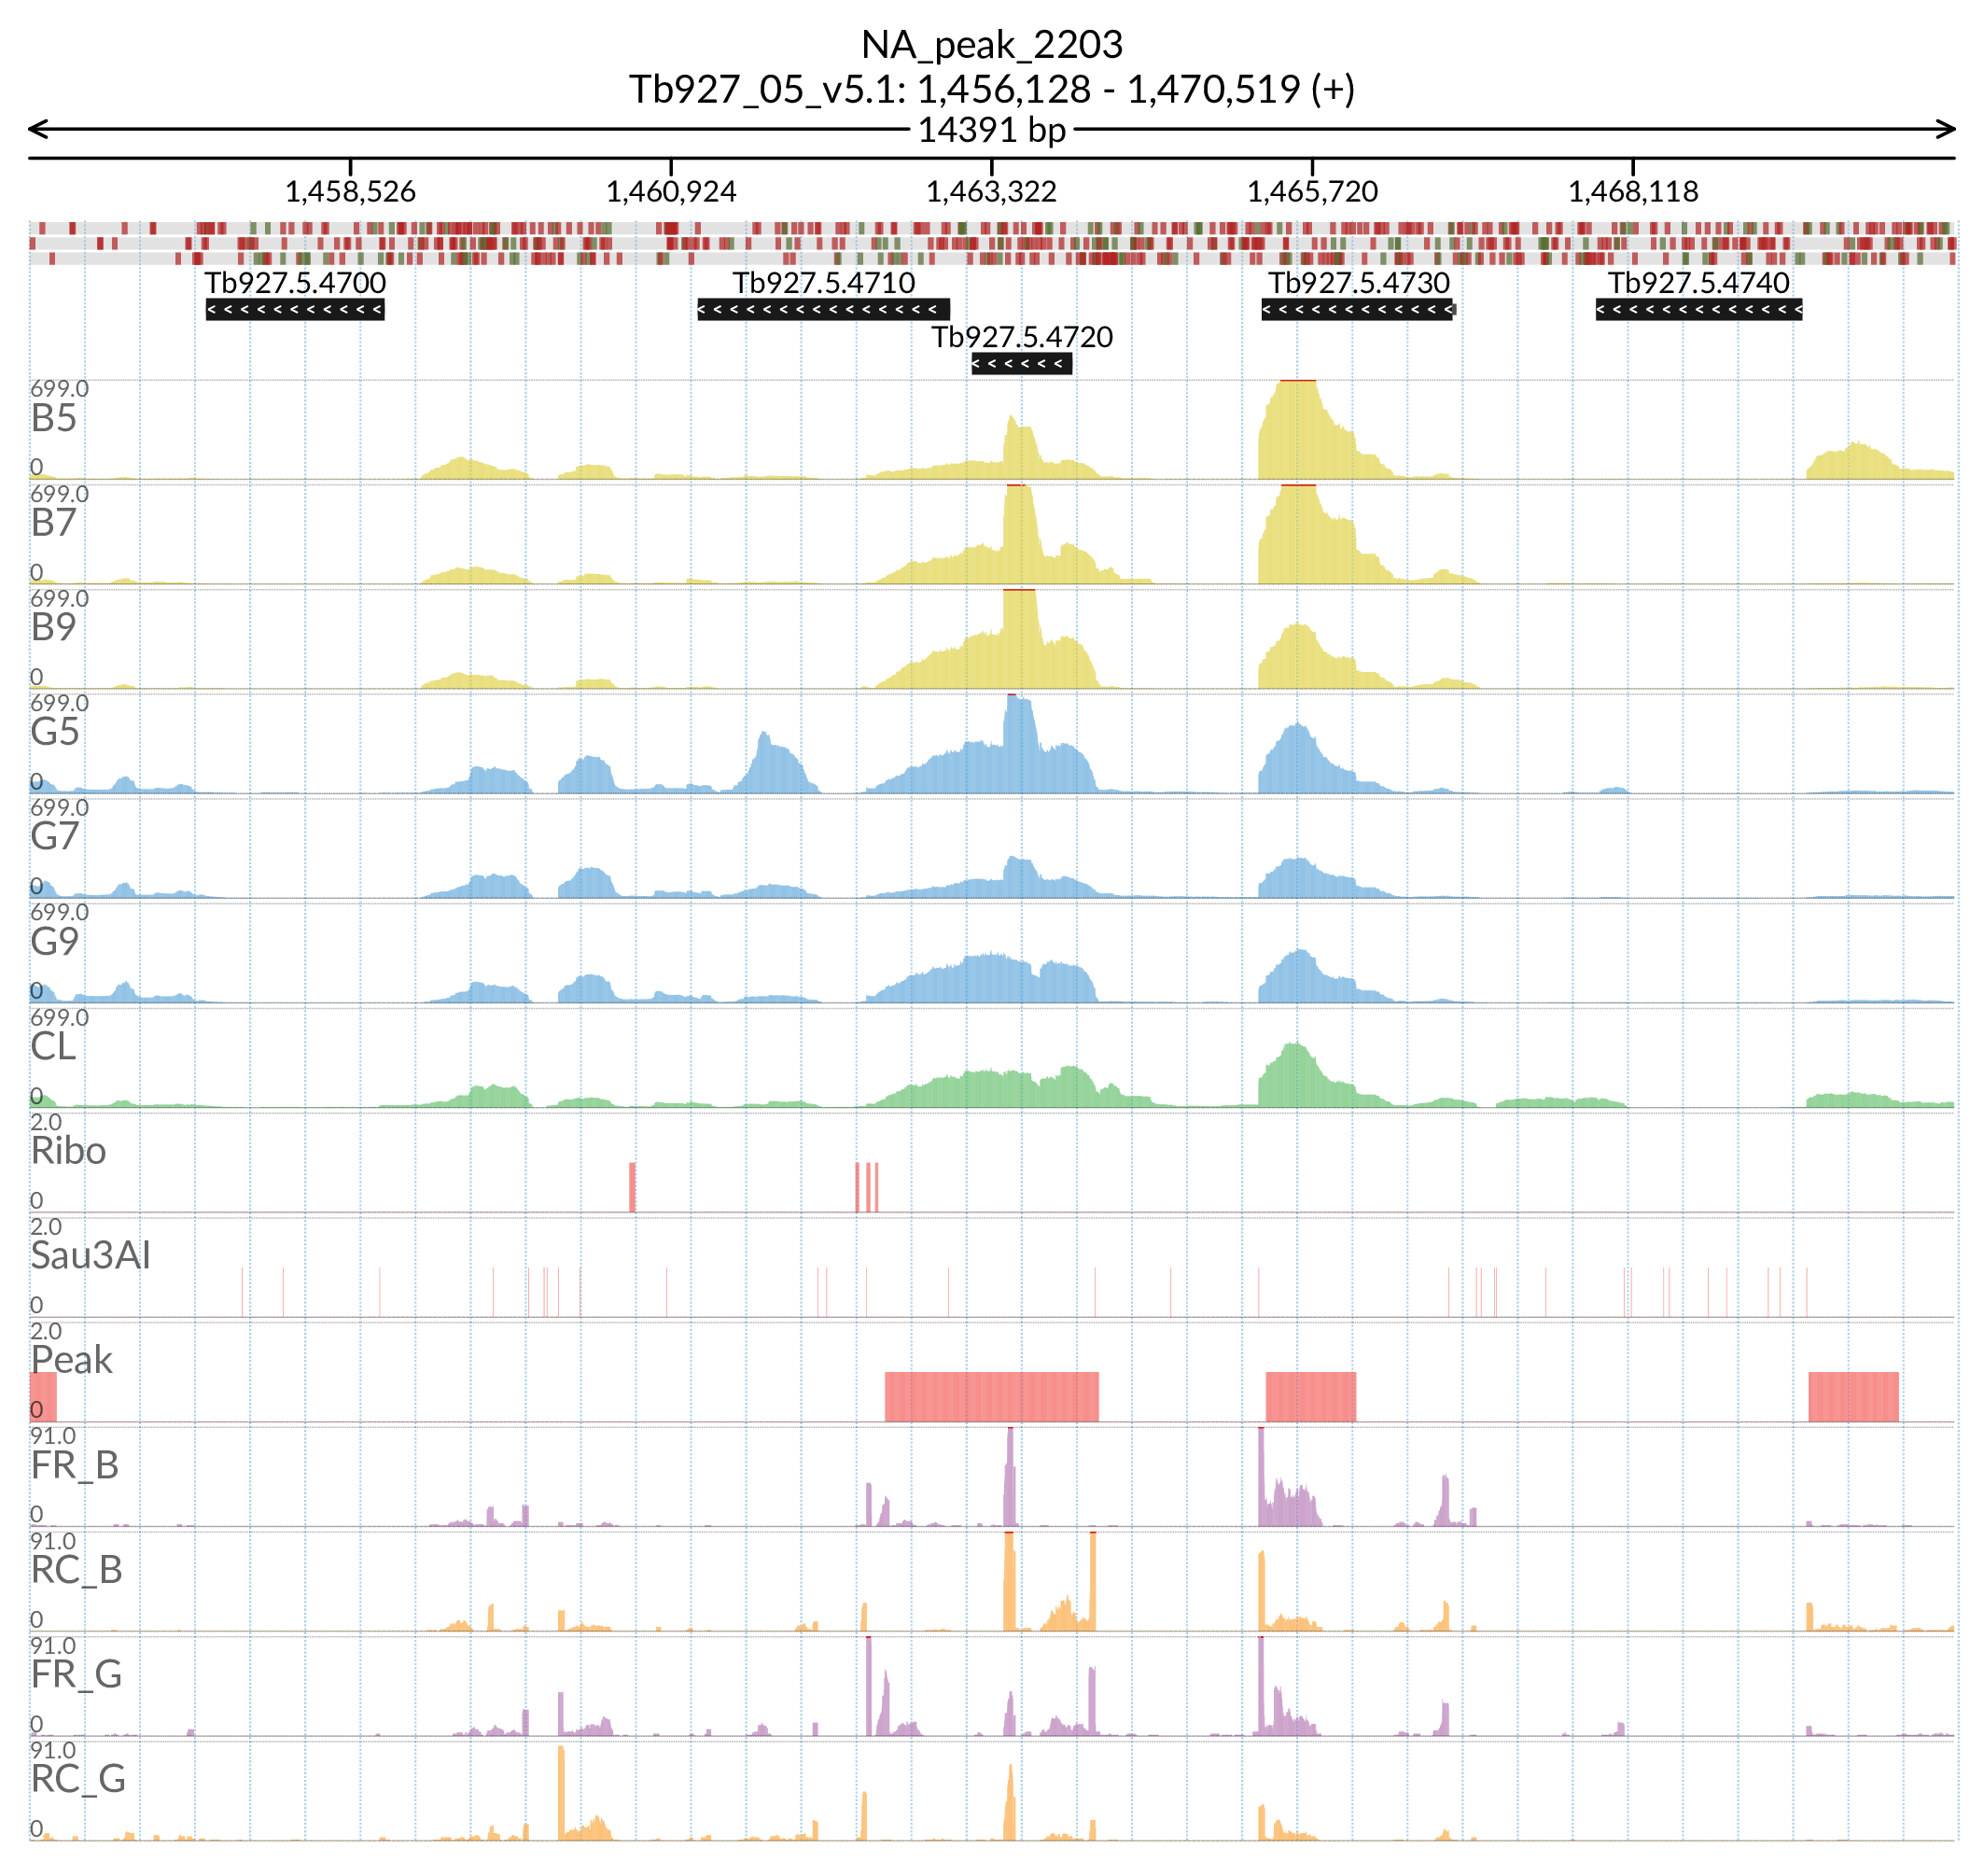 NA_peak_2203
Tb927_05_v5.1: 1,456,128 - 1,470,519 (+)
14391 bp
1,458,526 1,460,924 1,463,322 1,465,720 1,468,118
Tb927.5.4700 Tb927.5.4710 Tb927.5.4730 Tb927.5.4740
Tb927.5.4720
699.0
B5
0
699.0
B7
0
699.0
B9
0
699.0
G5
0
699.0
G7
0
699.0
G9
0
699.0
CL
0
2.0
Ribo
0
2.0
Sau3AI
0
2.0
Peak
0
91.0
FR_B
0
91.0
RC_B
0
91.0
FR_G
0
91.0
RC_G
0